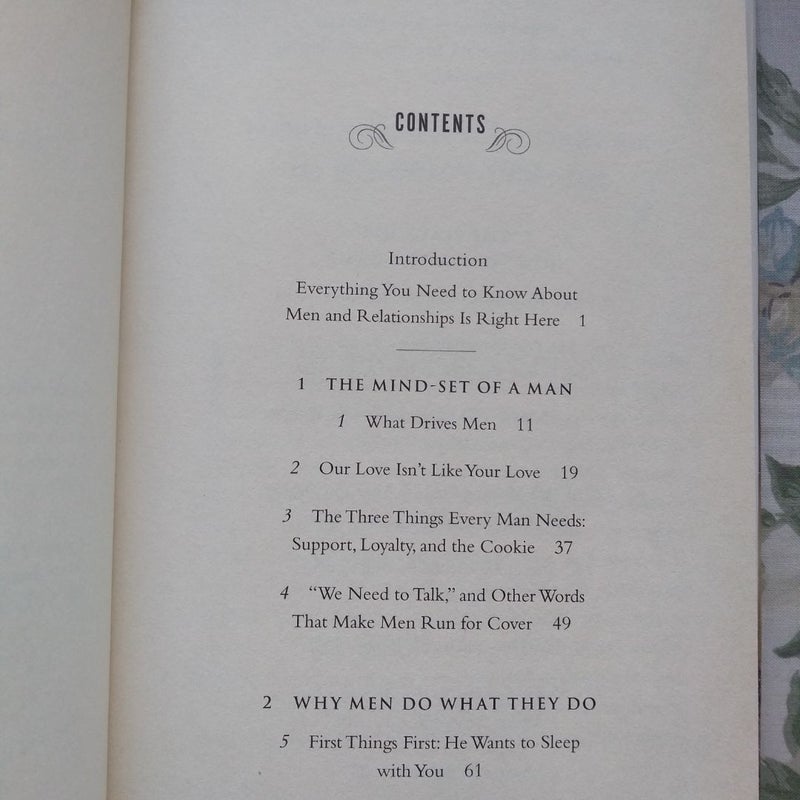 CONTENTS
Introduction
Everything You Need to Know About
Men and Relationships Is Right Here 1
1 THE MIND-SET OF A MAN
1 What Drives Men 11
2 Our Love Isn't Like Your Love 19
3 The Three Things Every Man Needs:
Support, Loyalty, and the Cookie 37
4 “We Need to Talk,” and Other Words
That Make Men Run for Cover 49
2 WHY MEN DO WHAT THEY DO
5 First Things First: He Wants to Sleep
with You 61